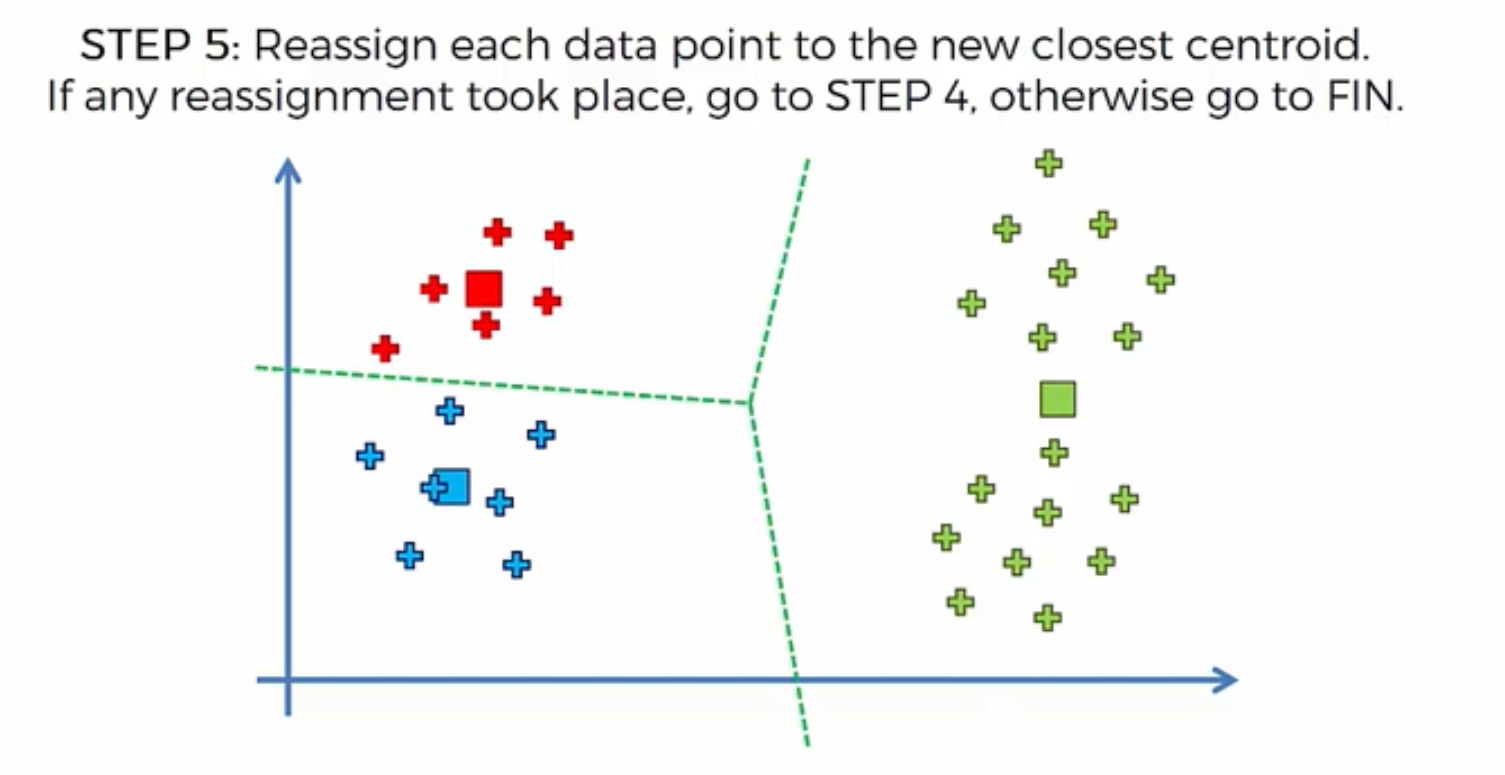 STEP 5: Reassign each data point to the new closest centroid.
If any reassignment took place, go to STEP 4, otherwise go to FIN.